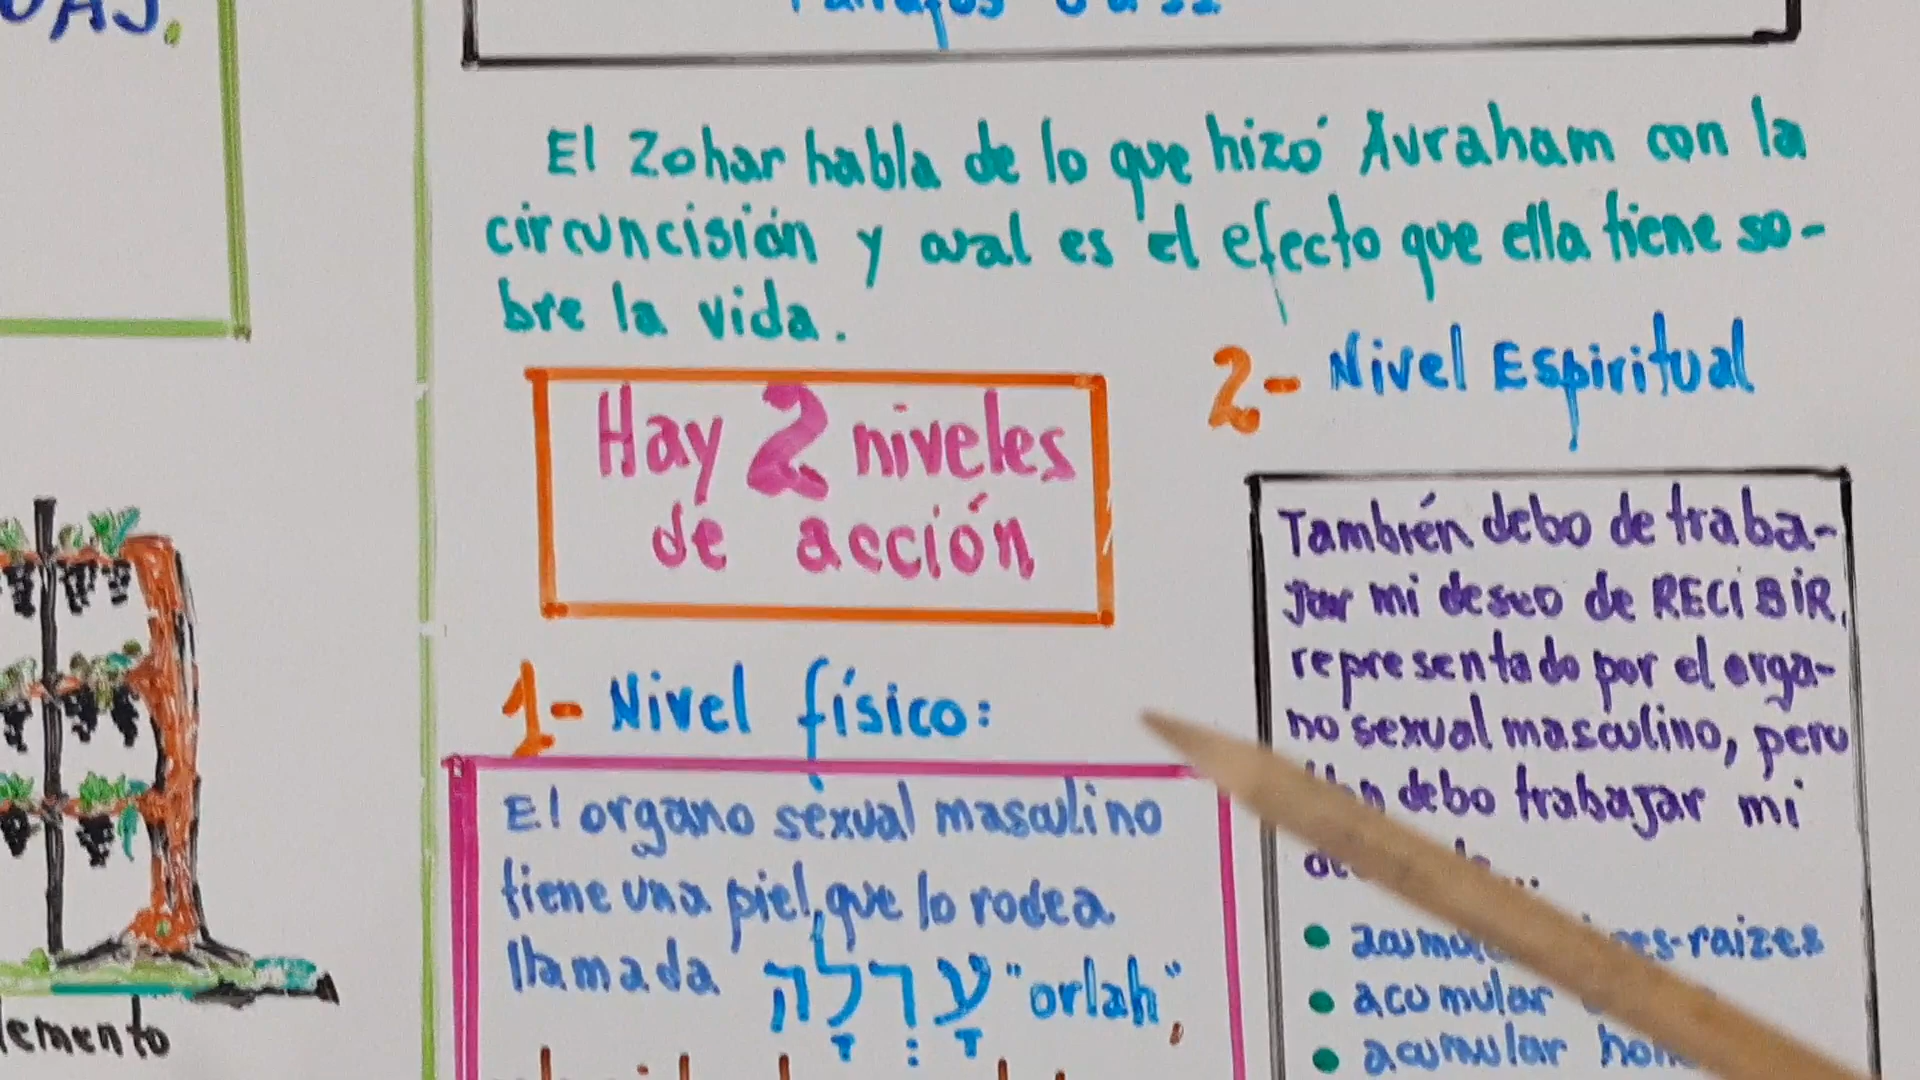 El Zohar habla de lo que hizó Avraham con la
circuncisión y cual es el efecto que ella tiene so-
bre la vida.
Hay 2 niveles
de acción
1- Nivel físico:
El organo sexual masculino
tiene una piel, que lo rodea
llamada עָרְלָה "orlah",
2- Nivel Espiritual
También debo de traba-
jar mi deseo de RECIBIR,
representado por el orga-
no sexual masculino, pero
debo trabajar mi
• raizes
• acumular
• acumular
lemento